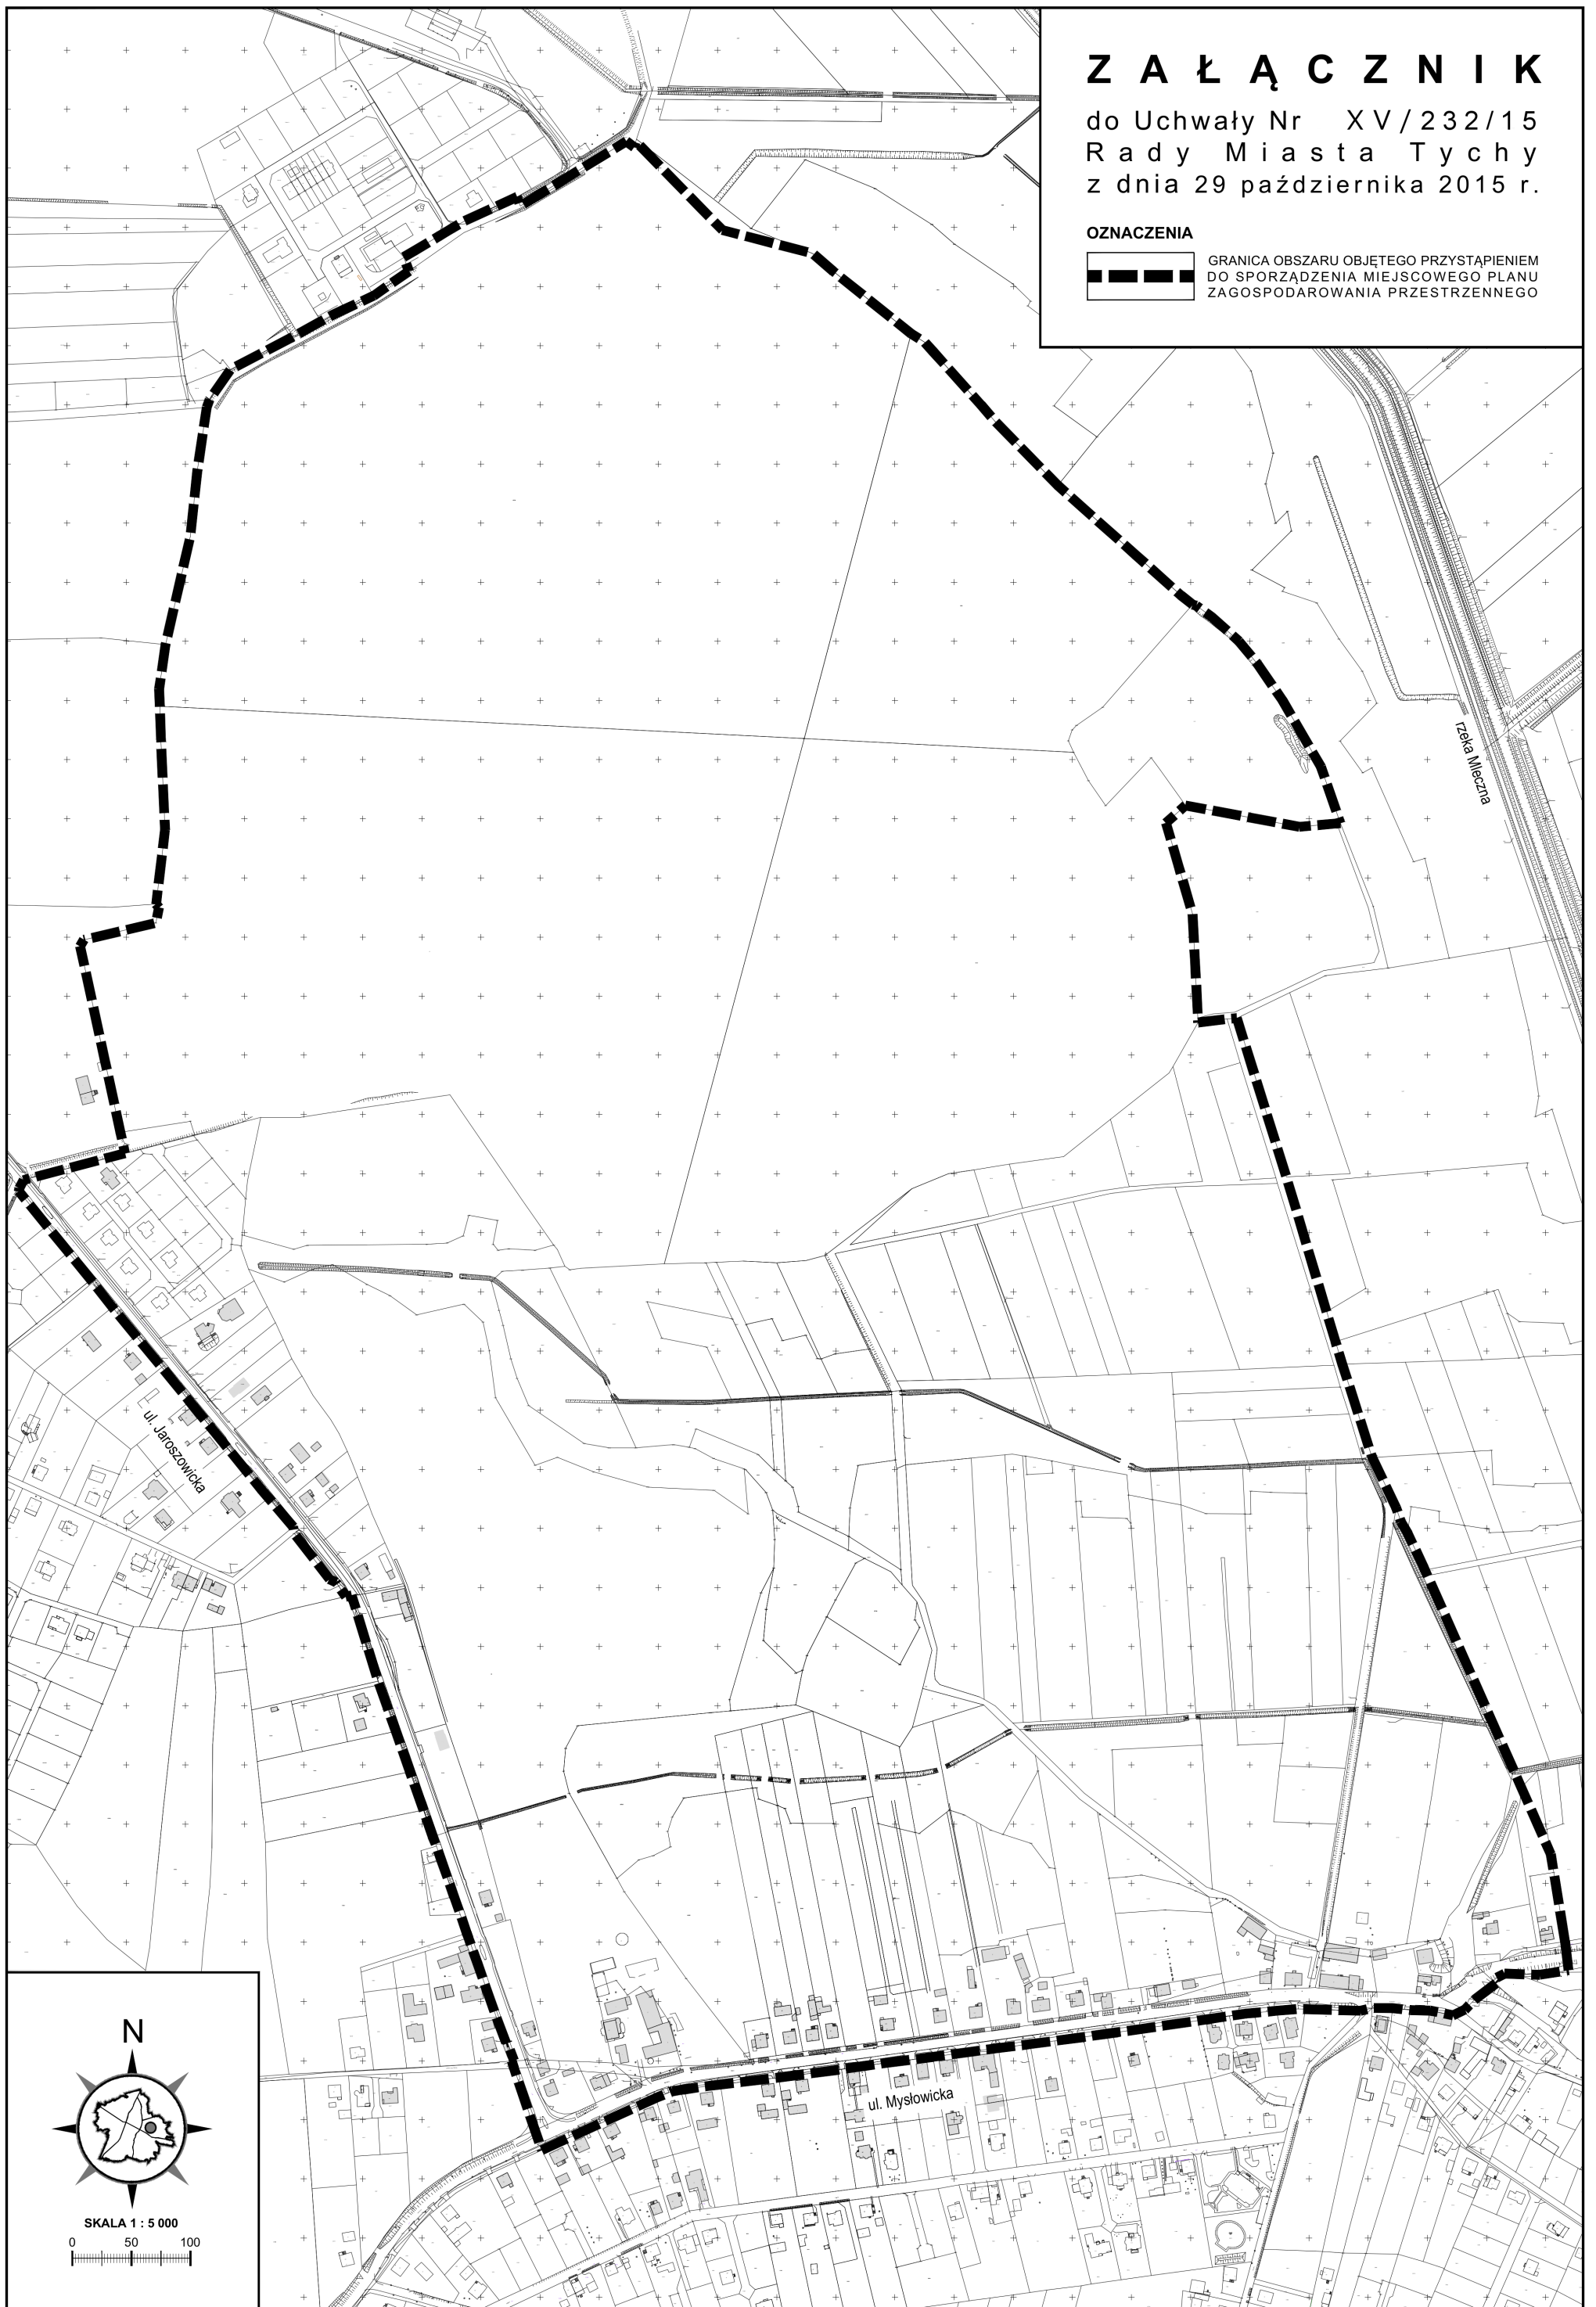 ZAŁĄCZNIK
do Uchwały Nr XV/232/15
Rady Miasta Tychy
z dnia 29 października 2015 r.
OZNACZENIA
GRANICA OBSZARU OBJĘTEGO PRZYSTĄPIENIEM
DO SPORZĄDZENIA MIEJSCOWEGO PLANU
ZAGOSPODAROWANIA PRZESTRZENNEGO
rzeka Mleczna
ul. Jaroszowicka
ul. Mysłowicka
N
SKALA 1 : 5 000
0 50 100